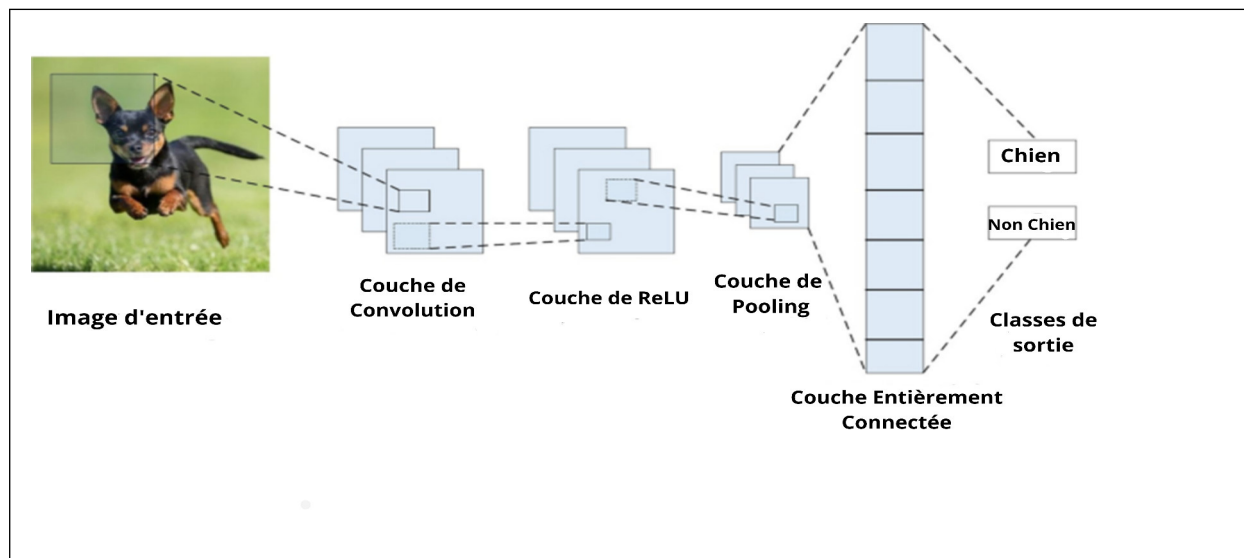 Image d'entrée
Couche de
Convolution
Couche de ReLU
Couche de
Pooling
Couche Entièrement
Connectée
Chien
Non Chien
Classes de
sortie